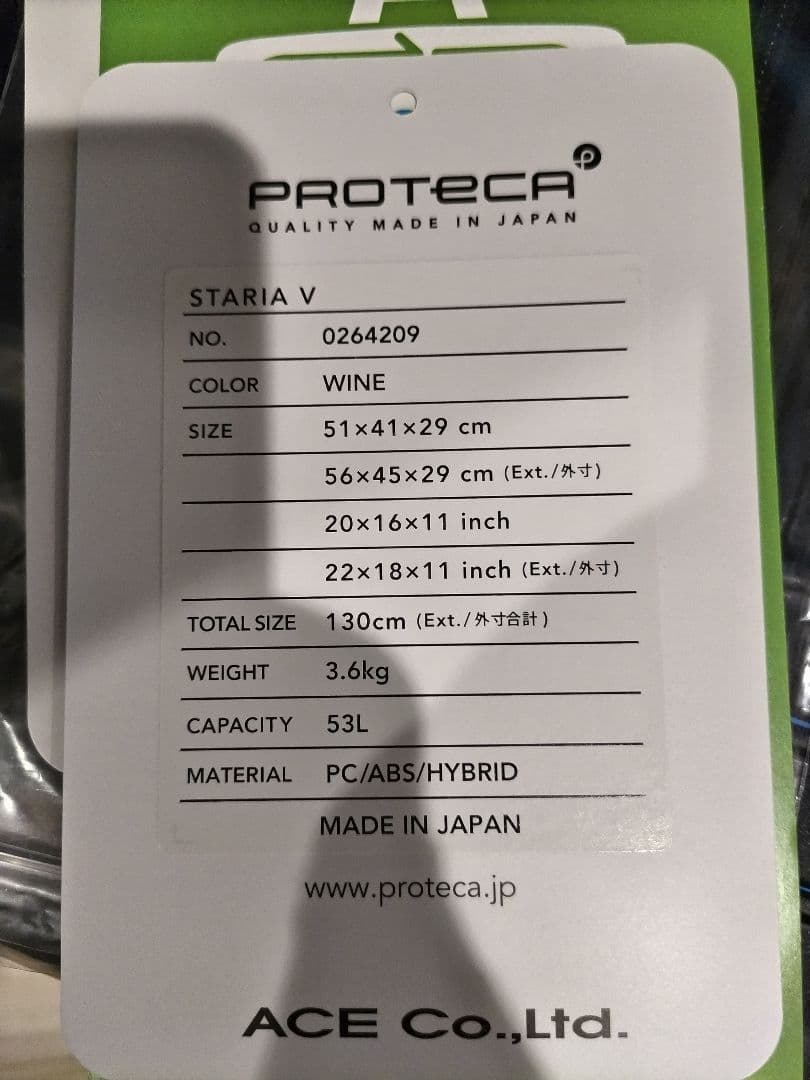 PROTECA
QUALITY MADE IN JAPAN
STARIA V
NO. 0264209
COLOR WINE
SIZE 51×41×29 cm
56×45×29 cm (Ext./外寸)
20×16×11 inch
22×18×11 inch (Ext./外寸)
TOTAL SIZE 130cm (Ext./外寸合計)
WEIGHT 3.6kg
CAPACITY 53L
MATERIAL PC/ABS/HYBRID
MADE IN JAPAN
www.proteca.jp
ACE Co.,Ltd.